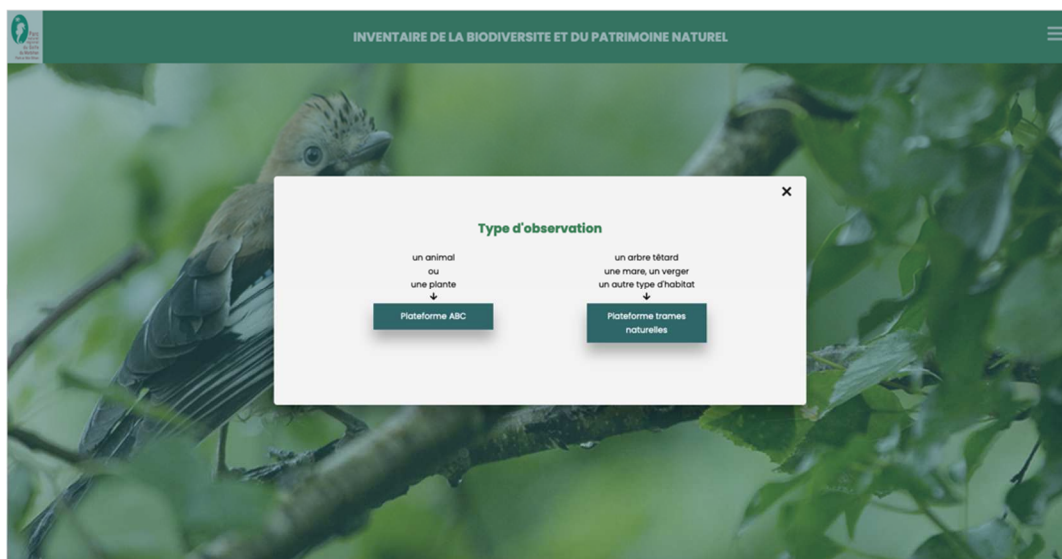 Parc
INVENTAIRE DE LA BIODIVERSITE ET DU PATRIMOINE NATUREL
Type d'observation
un animal
ou
une plante
Plateforme ABC
un arbre têtard
une mare, un verger
un autre type d'habitat
Plateforme trames
naturelles